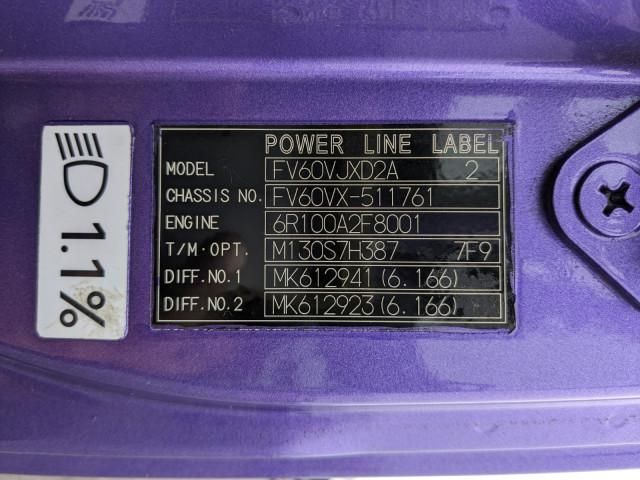 POWER LINE LABEL
MODEL FV60VJXD2A 2
CHASSIS NO. FV60VX-511761
ENGINE 6R100A2F8001
T/M·OPT. M130S7H387 7F9
DIFF.NO.1 MK612941(6.166)
DIFF.NO.2 MK612923(6.166)
1.1%